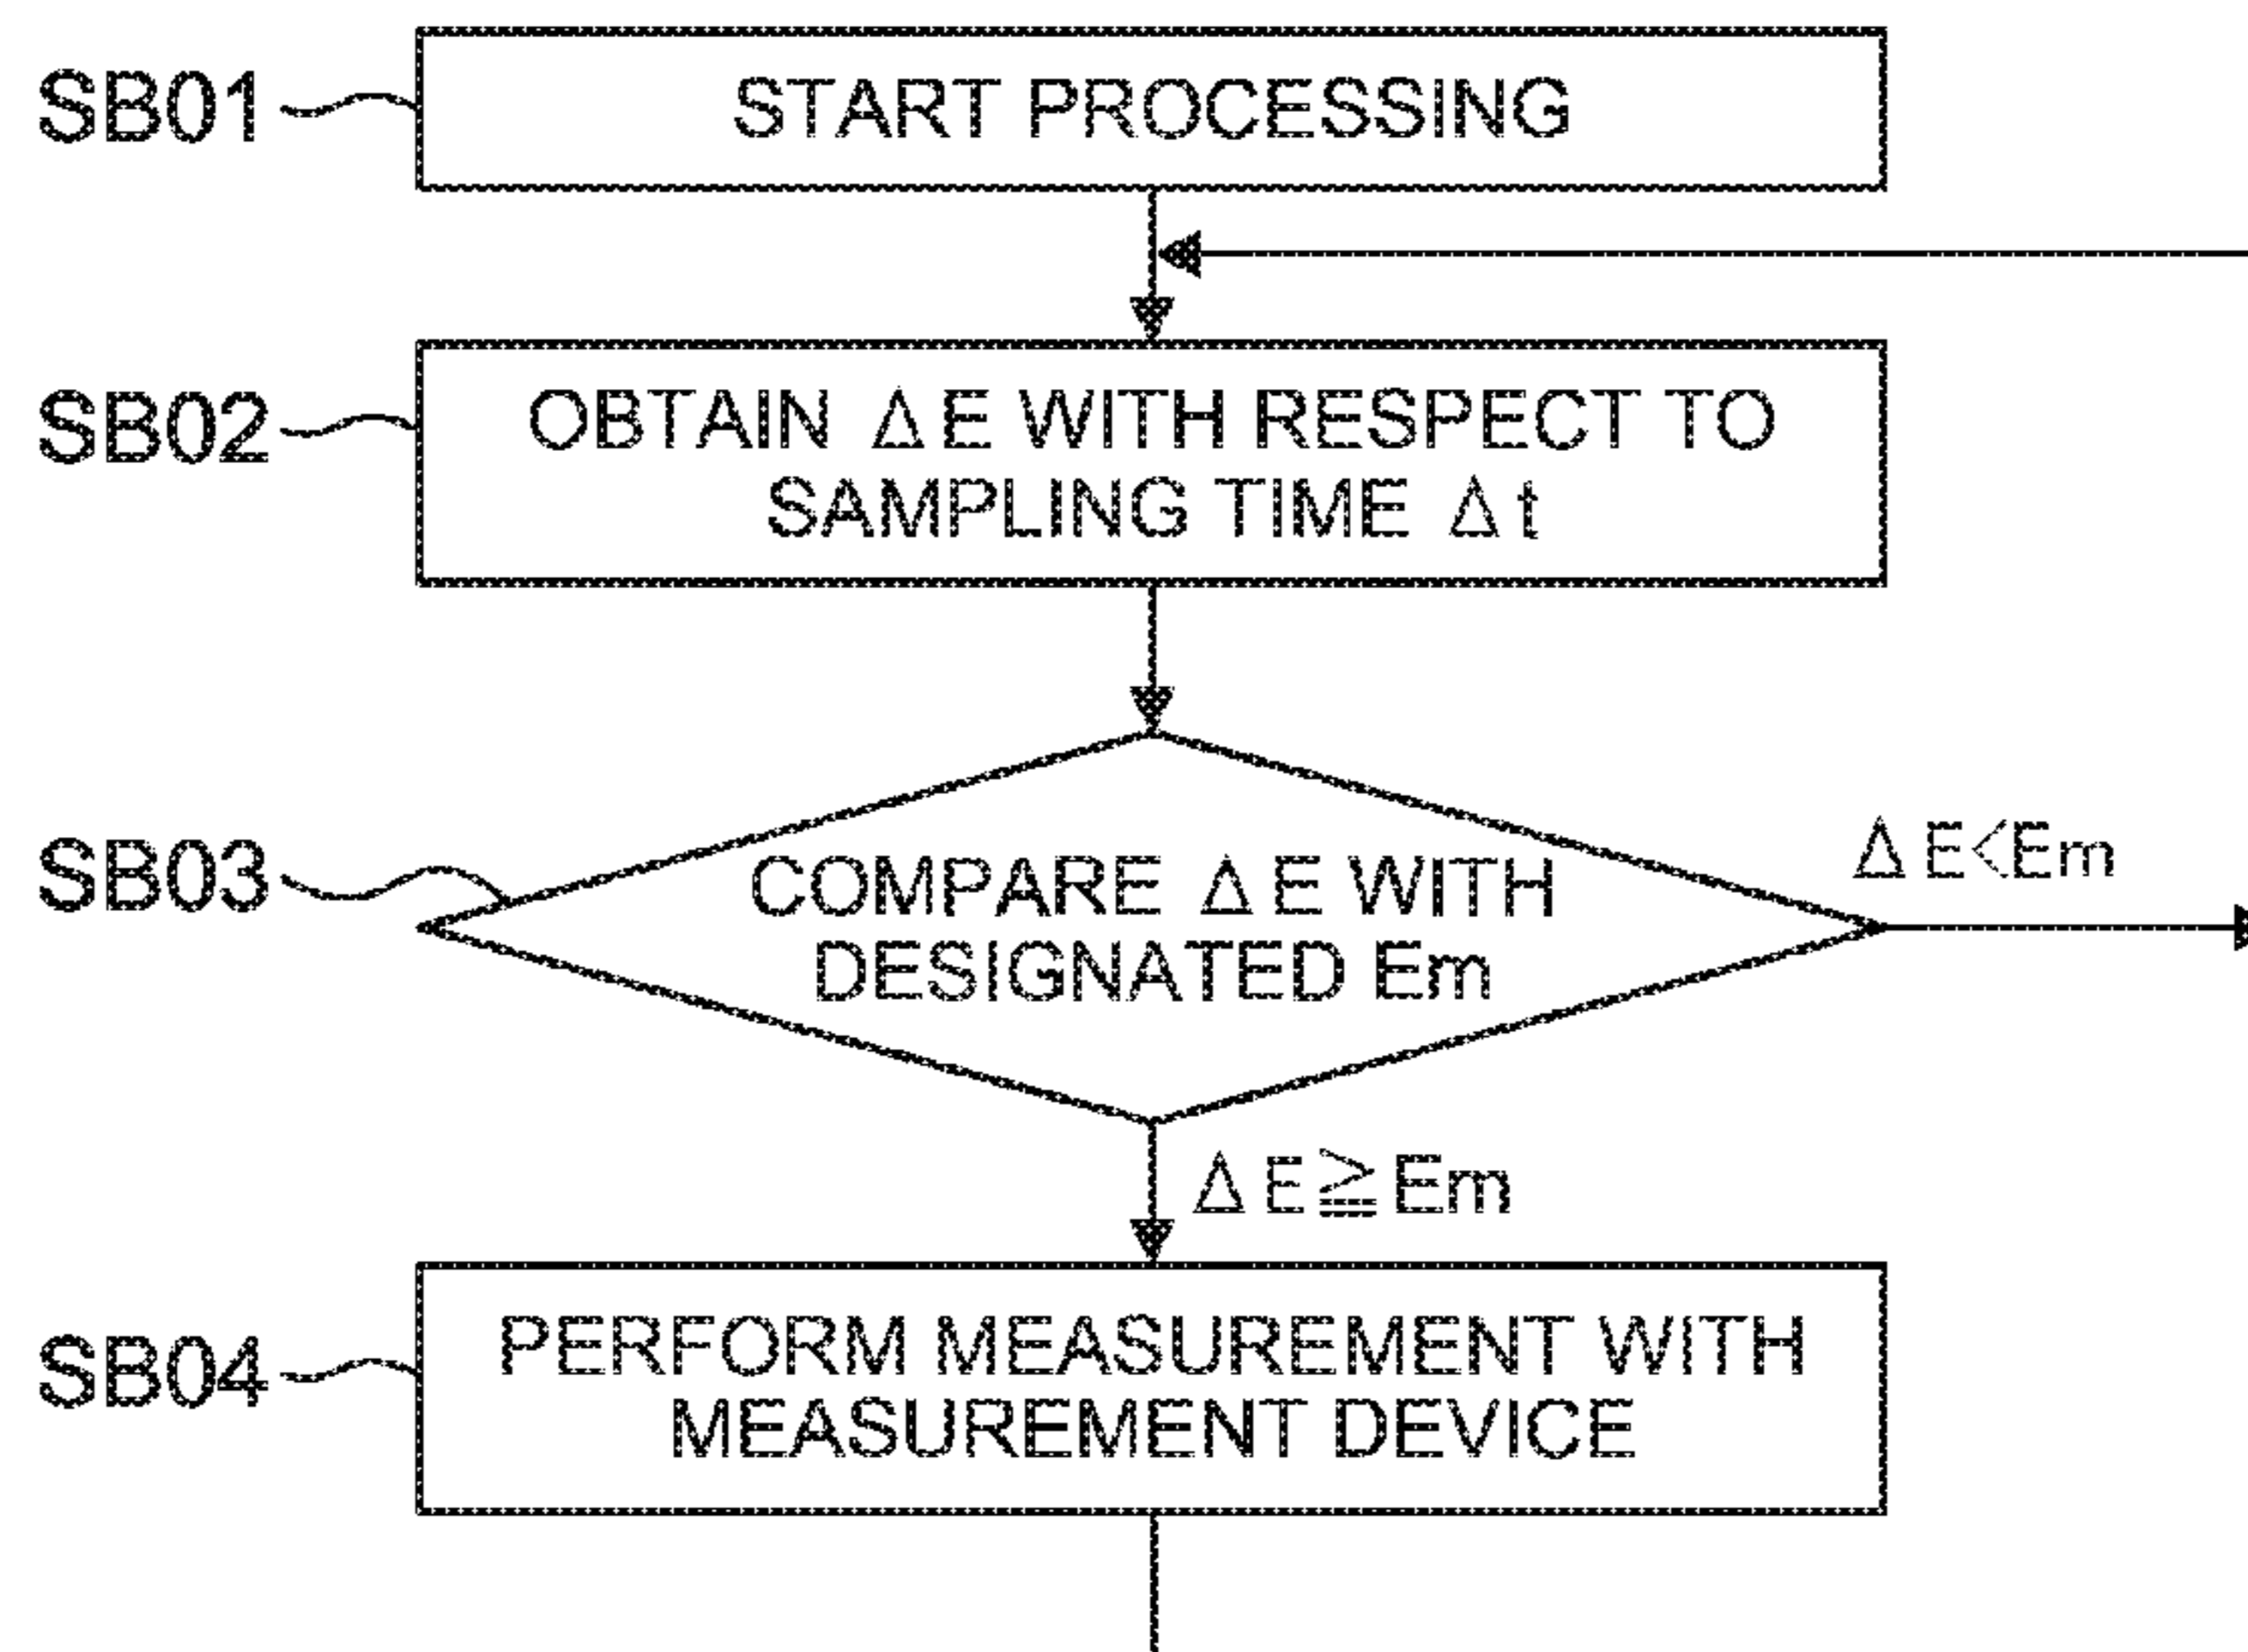 SB01
START PROCESSING
SB02
OBTAIN ΔE WITH RESPECT TO
SAMPLING TIME Δt
SB03
COMPARE ΔE WITH
DESIGNATED Em
ΔE<Em
ΔE≧Em
SB04
PERFORM MEASUREMENT WITH
MEASUREMENT DEVICE